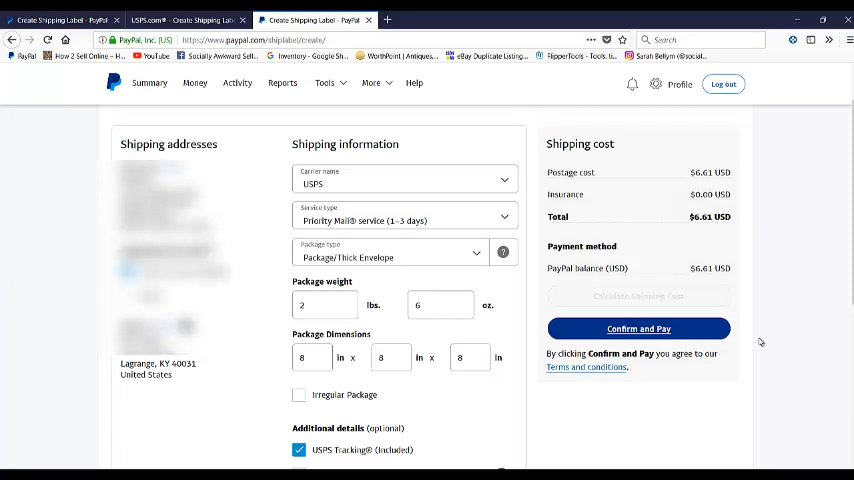 Create Shipping Label - PayPal
USPS.com® - Create Shipping Lab
Create Shipping Label - PayPal
PayPal, Inc. [US]
https://www.paypal.com/shiplabel/create/
Search
PayPal
How 2 Sell Online – H...
YouTube
Socially Awkward Sell...
Inventory - Google Sh...
WorthPoint | Antiques,...
eBay Duplicate Listing...
FlipperTools - Tools, ti...
Sarah Bellym (@social...
Summary
Money
Activity
Reports
Tools
More
Help
Profile
Log out
Shipping addresses
Lagrange, KY 40031
United States
Shipping information
Carrier name
USPS
Service type
Priority Mail® service (1–3 days)
Package type
Package/Thick Envelope
?
Package weight
2 lbs. 6 oz.
Package Dimensions
8 in x 8 in x 8 in
Irregular Package
Additional details (optional)
USPS Tracking® (Included)
Shipping cost
Postage cost $6.61 USD
Insurance $0.00 USD
Total $6.61 USD
Payment method
PayPal balance (USD) $6.61 USD
Calculate Shipping Cost
Confirm and Pay
By clicking Confirm and Pay you agree to our
Terms and conditions.